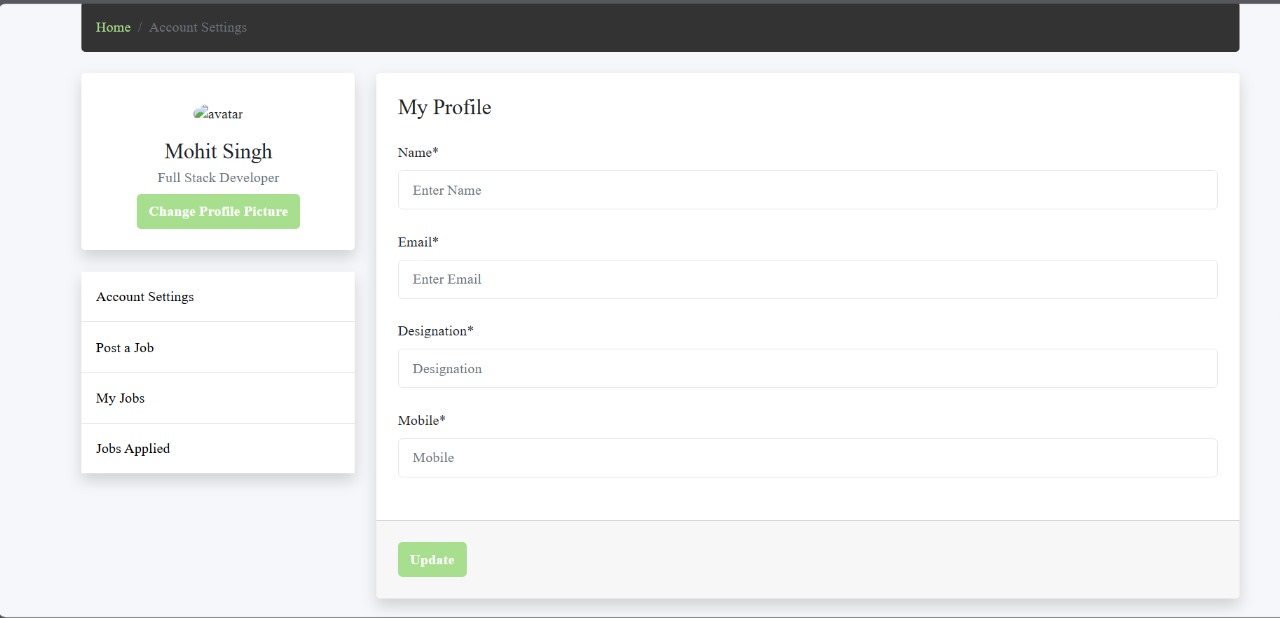 Home / Account Settings
avatar
Mohit Singh
Full Stack Developer
Change Profile Picture
Account Settings
Post a Job
My Jobs
Jobs Applied
My Profile
Name*
Enter Name
Email*
Enter Email
Designation*
Designation
Mobile*
Mobile
Update